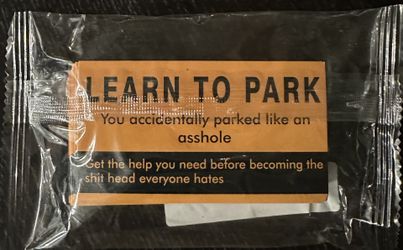 LEARN TO PARK
You accidentally parked like an
asshole
Get the help you need before becoming the
shit head everyone hates